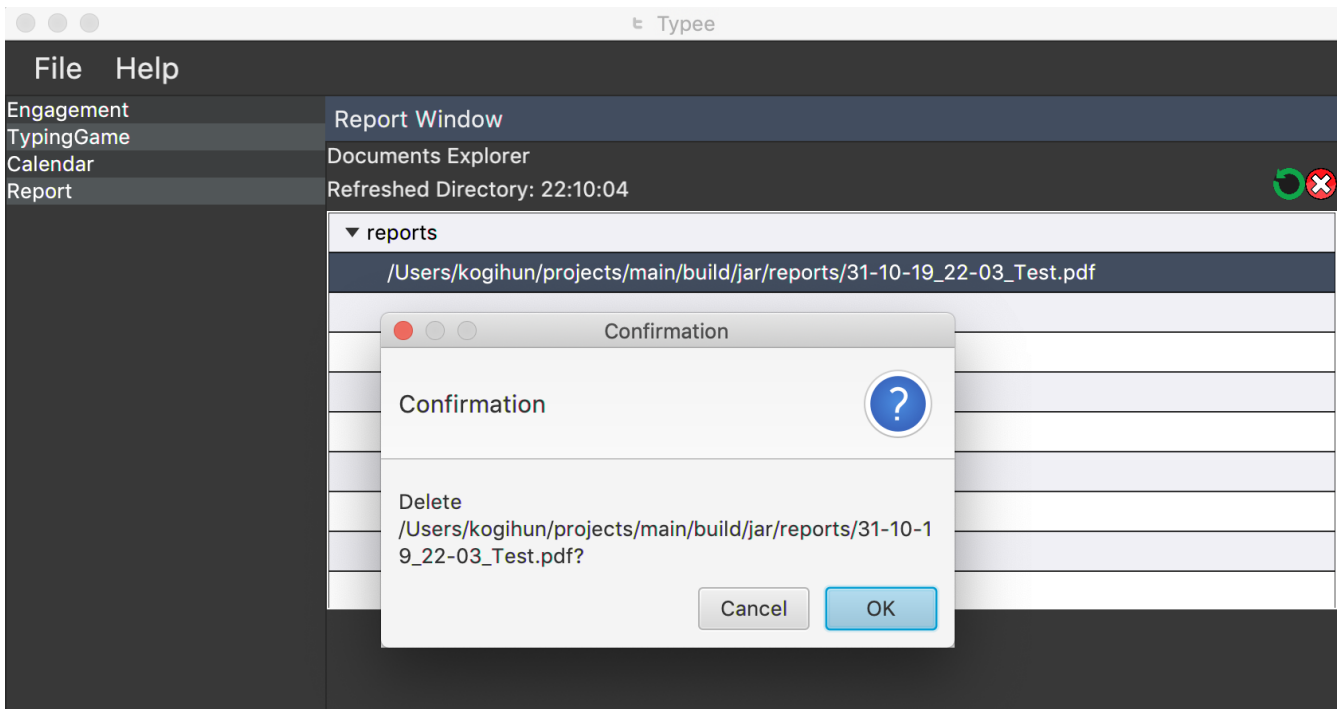 Typee
File Help
Engagement
TypingGame
Calendar
Report
Report Window
Documents Explorer
Refreshed Directory: 22:10:04
reports
/Users/kogihun/projects/main/build/jar/reports/31-10-19_22-03_Test.pdf
Confirmation
Confirmation
?
Delete
/Users/kogihun/projects/main/build/jar/reports/31-10-1
9_22-03_Test.pdf?
Cancel OK